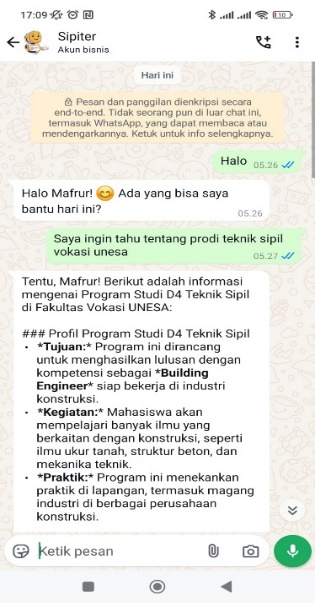 17:09
Sipiter
Akun bisnis
Hari ini
Pesan dan panggilan dienkripsi secara
end-to-end. Tidak seorang pun di luar chat ini,
termasuk WhatsApp, yang dapat membaca atau
mendengarkannya. Ketuk untuk info selengkapnya.
Halo 05.26
Halo Mafrur! 😊 Ada yang bisa saya
bantu hari ini?
05.26
Saya ingin tahu tentang prodi teknik sipil
vokasi unesa
05.27
Tentu, Mafrur! Berikut adalah informasi
mengenai Program Studi D4 Teknik Sipil
di Fakultas Vokasi UNESA:
### Profil Program Studi D4 Teknik Sipil
• *Tujuan:* Program ini dirancang
untuk menghasilkan lulusan dengan
kompetensi sebagai *Building
Engineer* siap bekerja di industri
konstruksi.
• *Kegiatan:* Mahasiswa akan
mempelajari banyak ilmu yang
berkaitan dengan konstruksi, seperti
ilmu ukur tanah, struktur beton, dan
mekanika teknik.
• *Praktik:* Program ini menekankan
praktik di lapangan, termasuk magang
industri di berbagai perusahaan
konstruksi.
Ketik pesan